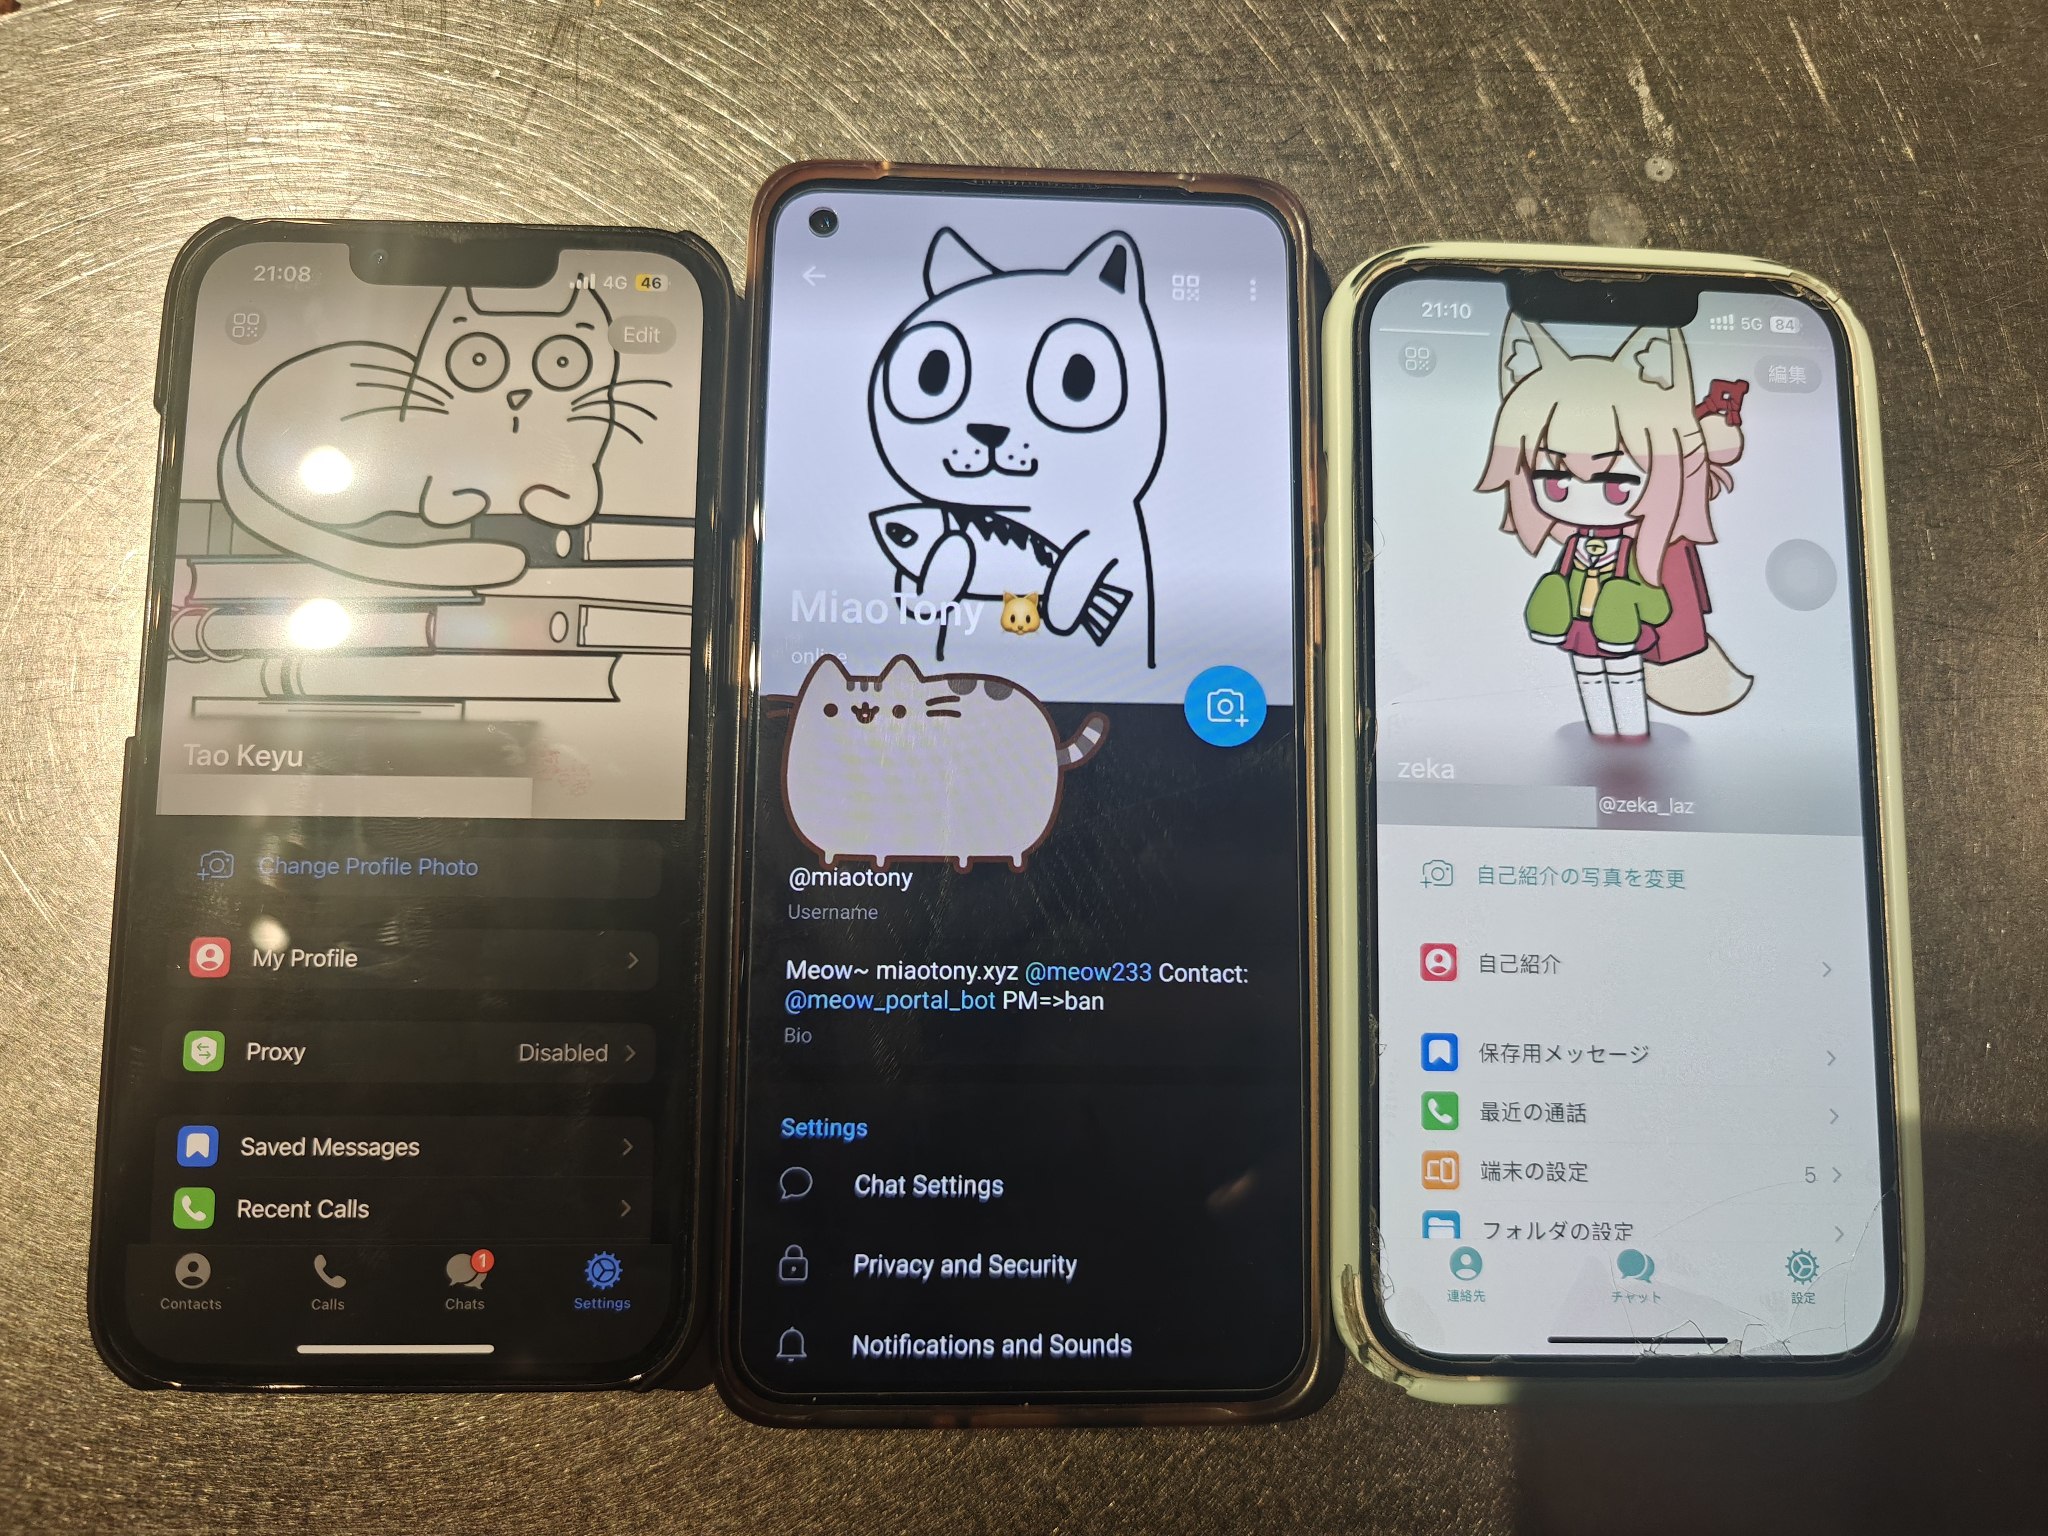 21:08
4G 46
Edit
Tao Keyu
Change Profile Photo
My Profile
Proxy Disabled
Saved Messages
Recent Calls
1
Contacts Calls Chats Settings
MiaoTony 🐱
online
@miaotony
Username
Meow~ miaotony.xyz @meow233 Contact:
@meow_portal_bot PM=>ban
Bio
Settings
Chat Settings
Privacy and Security
Notifications and Sounds
21:10
5G 84
編集
zeka
@zeka_laz
自己紹介の写真を変更
自己紹介
保存用メッセージ
最近の通話
端末の設定 5
フォルダの設定
連絡先 チャット 設定